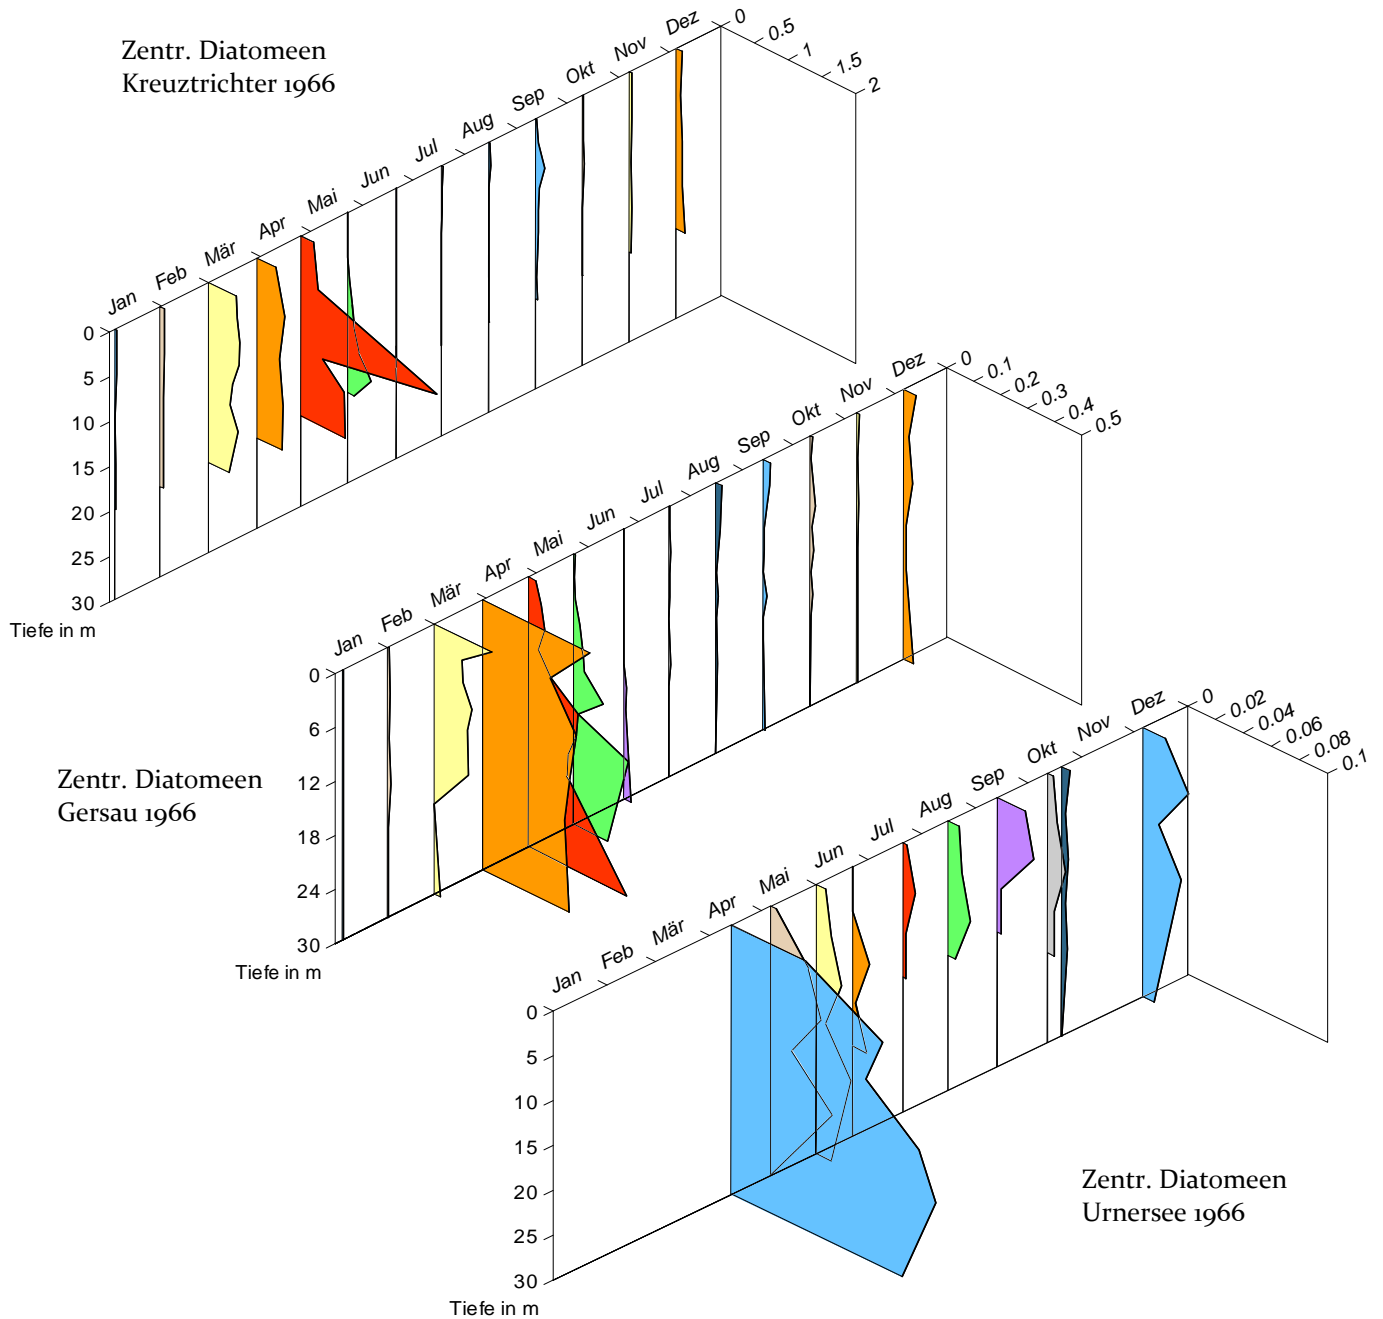 Zentr. Diatomeen
Kreuztrichter 1966
Jan
Feb
Mär
Apr
Mai
Jun
Jul
Aug
Sep
Okt
Nov
Dez
0
0.5
1
1.5
2
0
5
10
15
20
25
30
Tiefe in m
Zentr. Diatomeen
Gersau 1966
Jan
Feb
Mär
Apr
Mai
Jun
Jul
Aug
Sep
Okt
Nov
Dez
0
0.1
0.2
0.3
0.4
0.5
0
6
12
18
24
30
Tiefe in m
Jan
Feb
Mär
Apr
Mai
Jun
Jul
Aug
Sep
Okt
Nov
Dez
0
0.02
0.04
0.06
0.08
0.1
0
5
10
15
20
25
30
Tiefe in m
Zentr. Diatomeen
Urnersee 1966